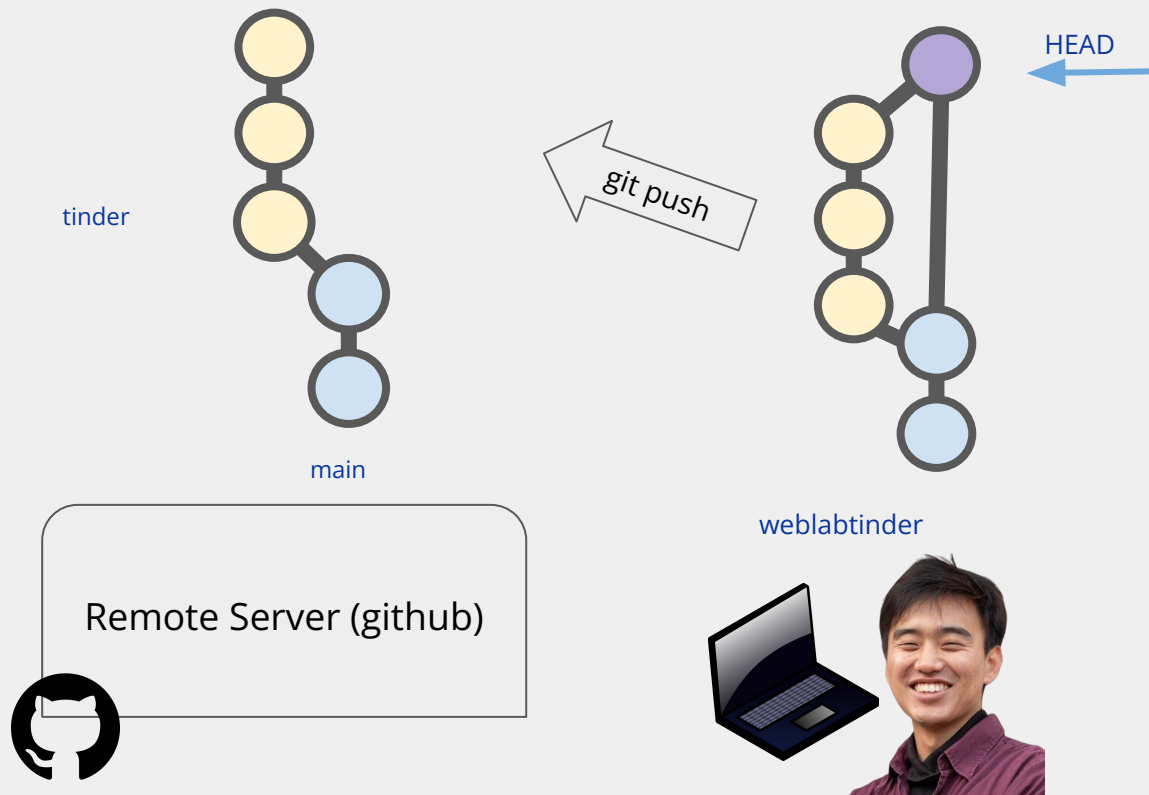 HEAD
git push
tinder
main
weblabtinder
Remote Server (github)